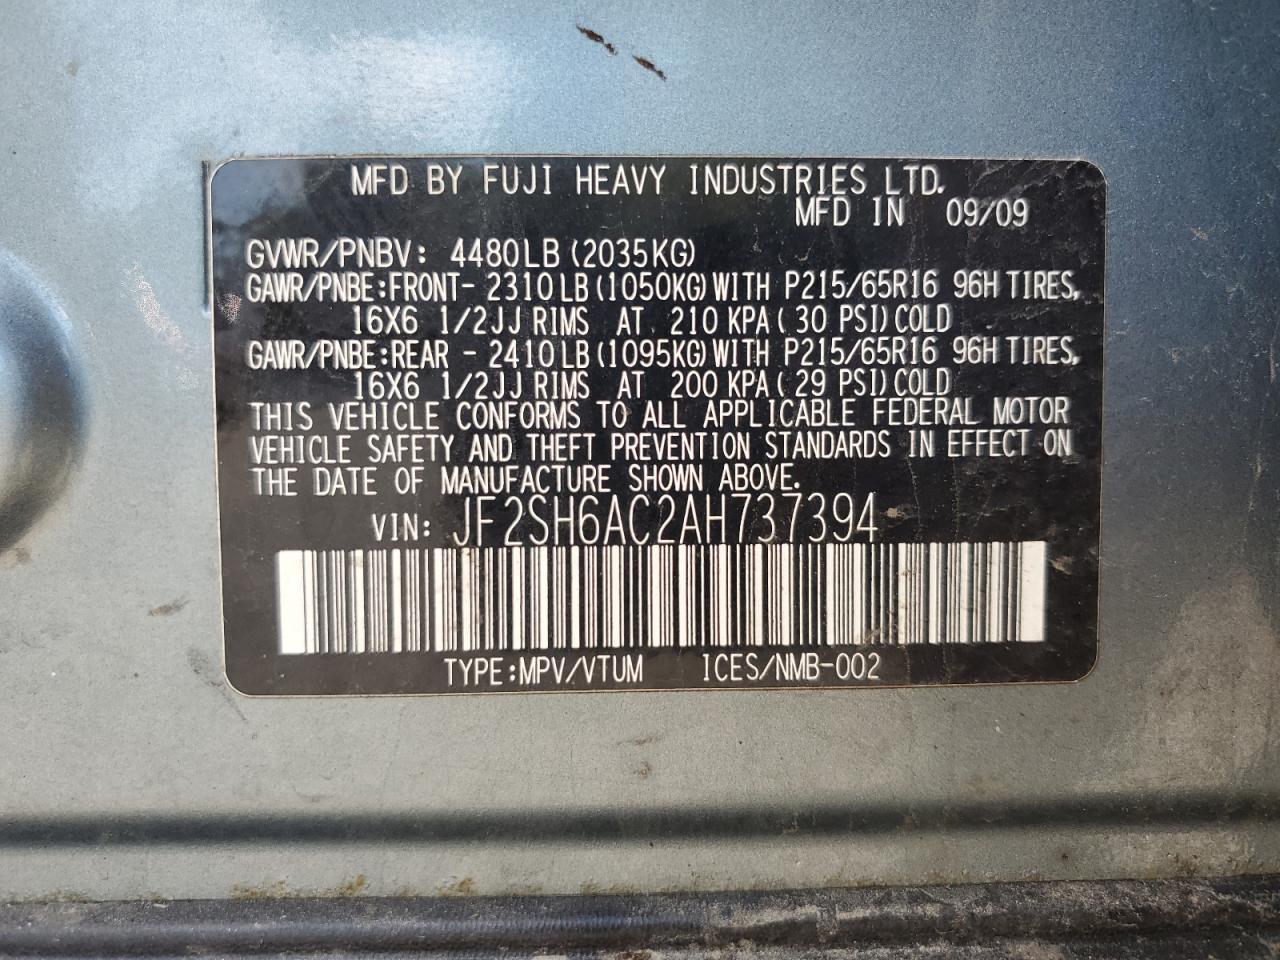 MFD BY FUJI HEAVY INDUSTRIES LTD.
MFD IN 09/09
GVWR/PNBV: 4480LB(2035KG)
GAWR/PNBE:FRONT- 2310LB(1050KG)WITH P215/65R16 96H TIRES,
16X6 1/2JJ RIMS AT 210 KPA(30 PSI)COLD
GAWR/PNBE:REAR - 2410LB(1095KG)WITH P215/65R16 96H TIRES,
16X6 1/2JJ RIMS AT 200 KPA(29 PSI)COLD
THIS VEHICLE CONFORMS TO ALL APPLICABLE FEDERAL MOTOR
VEHICLE SAFETY AND THEFT PREVENTION STANDARDS IN EFFECT ON
THE DATE OF MANUFACTURE SHOWN ABOVE.
VIN: JF2SH6AC2AH737394
TYPE:MPV/VTUM ICES/NMB-002